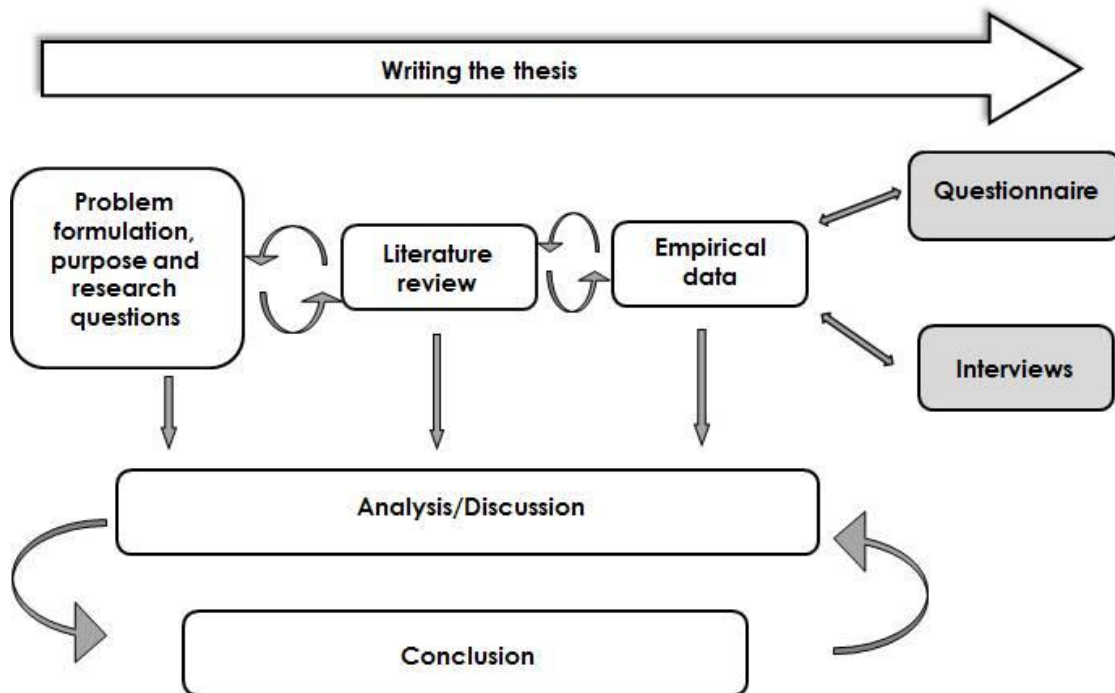 Writing the thesis
Problem
formulation,
purpose and
research
questions
Literature
review
Empirical
data
Questionnaire
Interviews
Analysis/Discussion
Conclusion